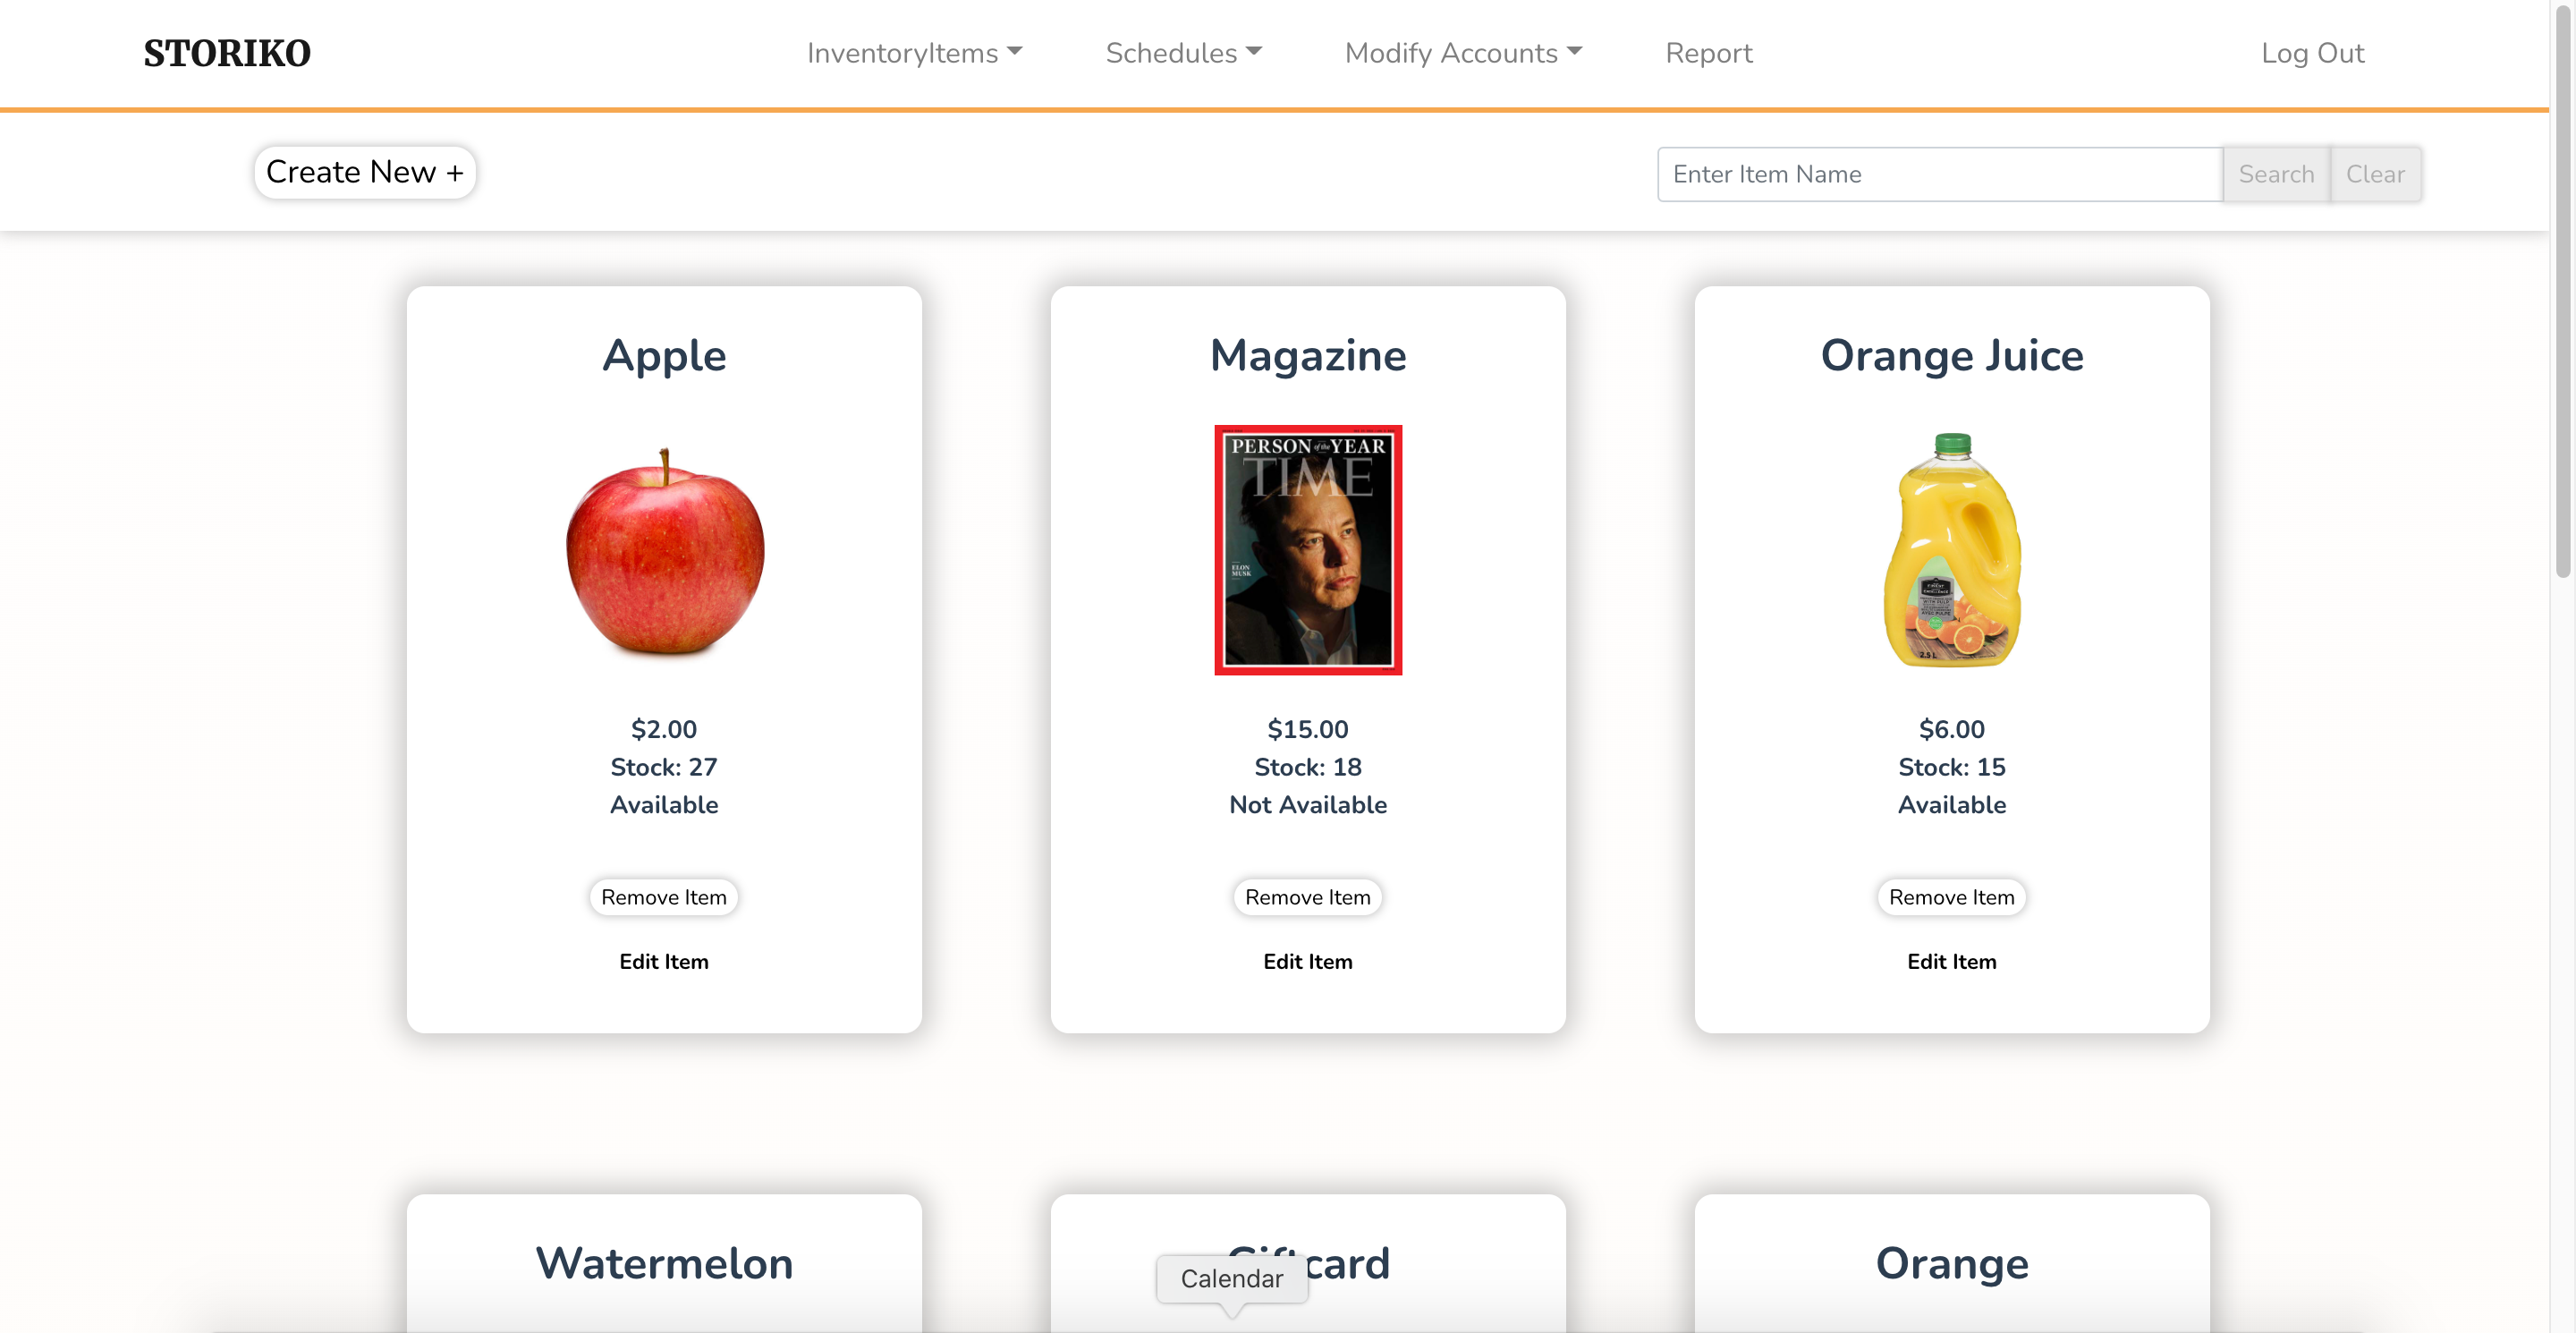 STORIKO
InventoryItems
Schedules
Modify Accounts
Report
Log Out
Create New +
Enter Item Name
Search
Clear
Apple
$2.00
Stock: 27
Available
Remove Item
Edit Item
Magazine
PERSON of the YEAR
TIME
ELON
MUSK
$15.00
Stock: 18
Not Available
Remove Item
Edit Item
Orange Juice
2.5 L
$6.00
Stock: 15
Available
Remove Item
Edit Item
Watermelon
Giftcard
Orange
Calendar